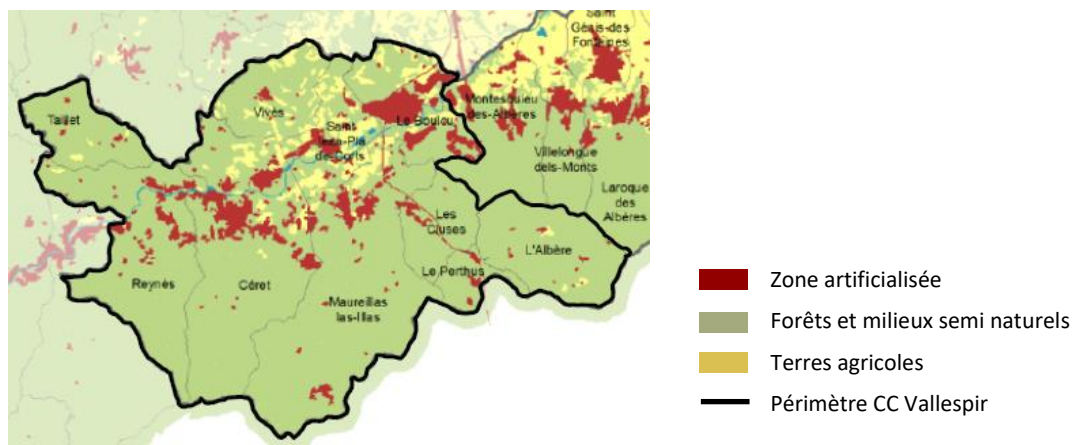 Saint
Génis-des
Fontaines
Taillet
Vivès
Montesquieu
des-Albères
Le Boulou
Saint
Jean-Pla
de-Corts
Villelongue
dels-Monts
Laroque
des
Albères
Les
Cluses
L'Albère
Le Perthus
Reynès
Céret
Maureillas
las-Illas
Zone artificialisée
Forêts et milieux semi naturels
Terres agricoles
Périmètre CC Vallespir